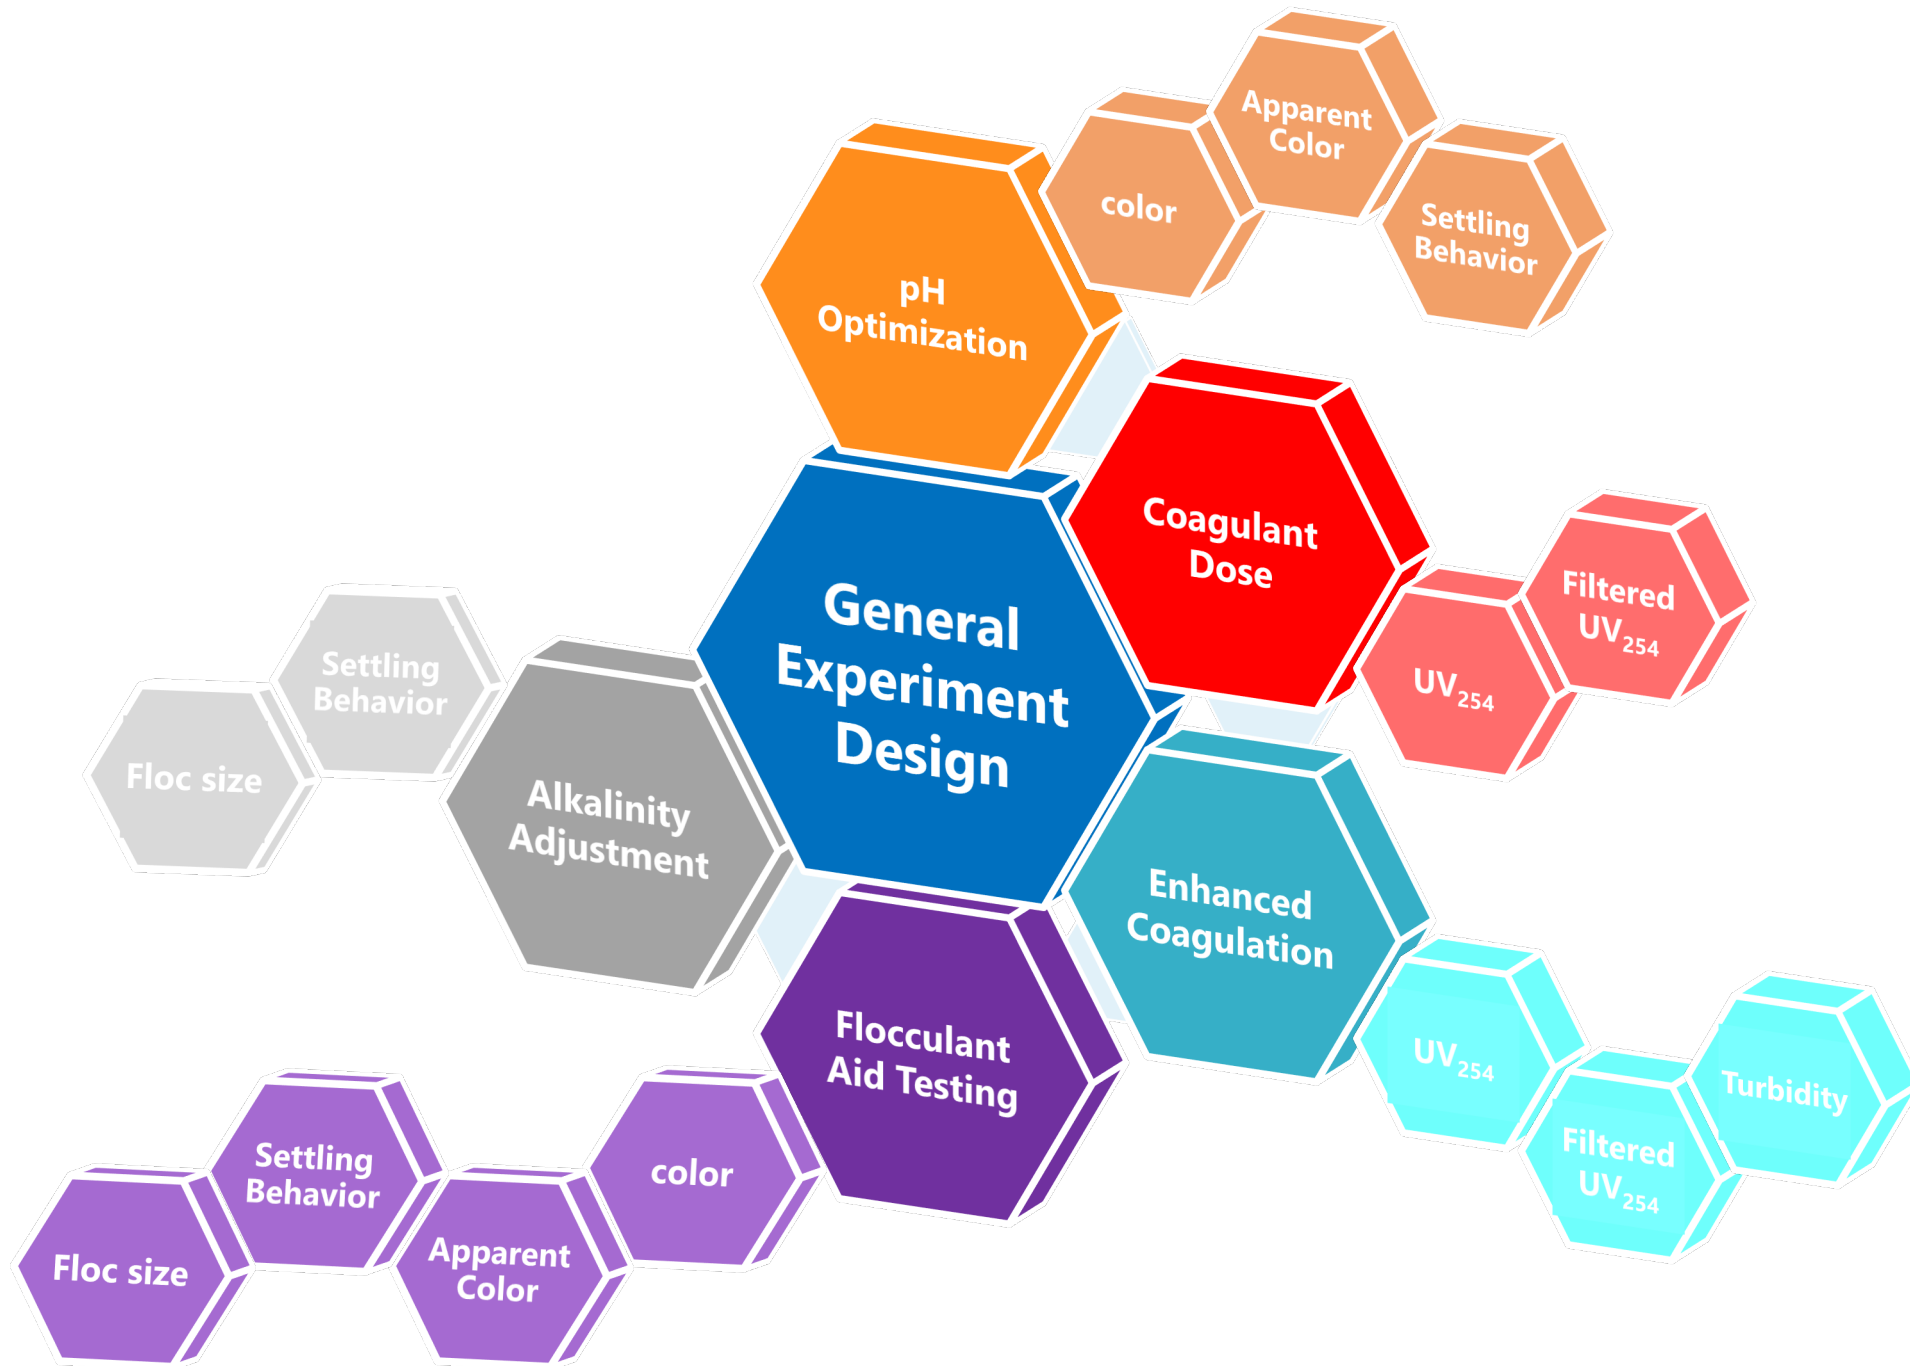 General
Experiment
Design
pH
Optimization
color
Apparent
Color
Settling
Behavior
Coagulant
Dose
UV254
Filtered
UV254
Enhanced
Coagulation
UV254
Filtered
UV254
Turbidity
Flocculant
Aid Testing
color
Apparent
Color
Settling
Behavior
Floc size
Alkalinity
Adjustment
Settling
Behavior
Floc size